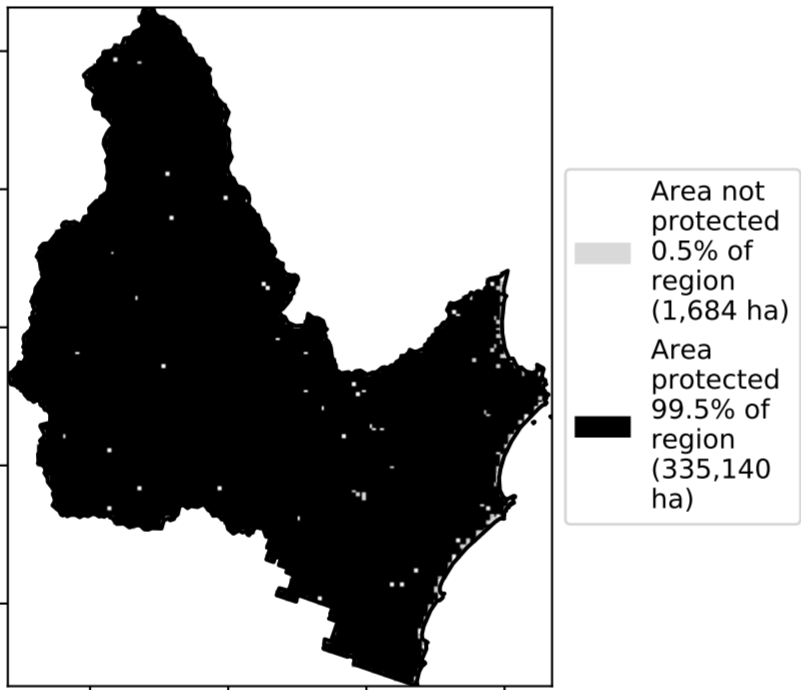 Area not
protected
0.5% of
region
(1,684 ha)
Area
protected
99.5% of
region
(335,140
ha)